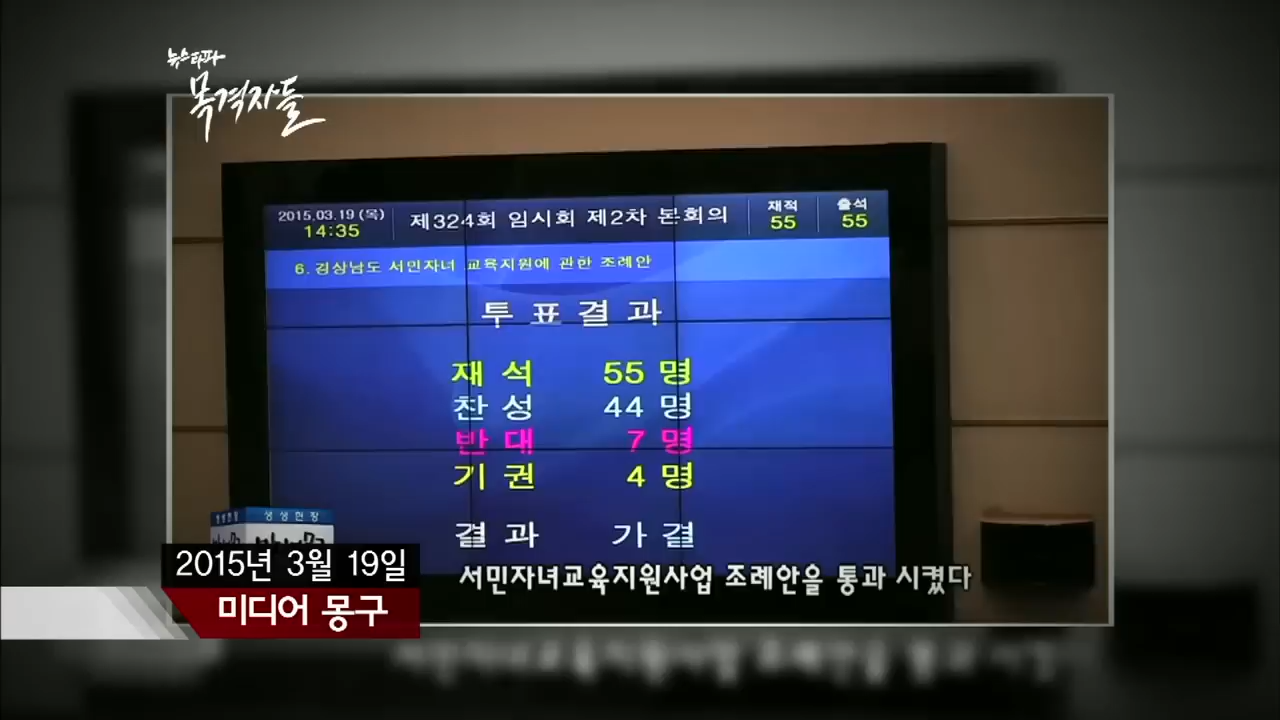 뉴스타파
목격자들
2015.03.19 (목)
14:35
제324회 임시회 제2차 본회의
재적
55
출석
55
6. 경상남도 서민자녀 교육지원에 관한 조례안
투표결과
재석 55 명
찬성 44 명
반대 7 명
기권 4 명
결과 가결
생생현장
2015년 3월 19일
미디어 몽구
서민자녀교육지원사업 조례안을 통과 시켰다